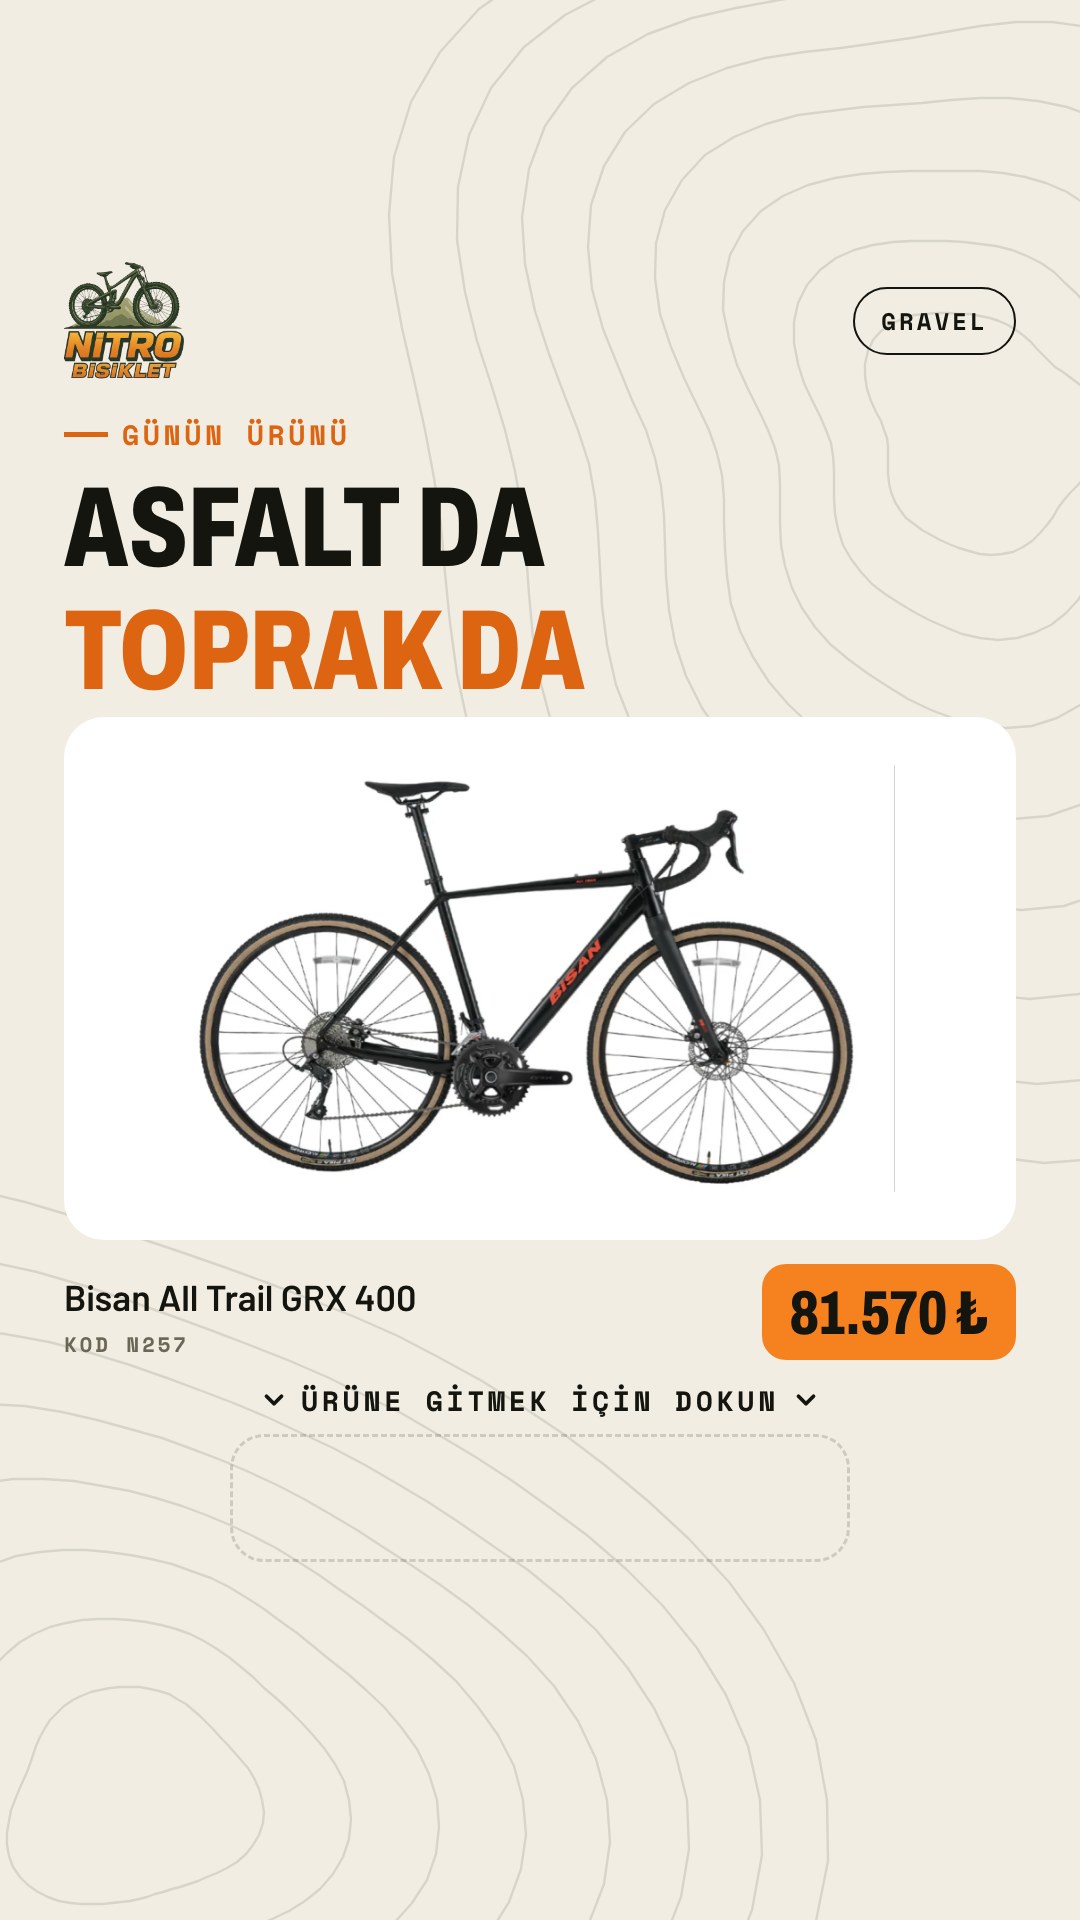 NiTRO
BiSiKLET
GRAVEL
GÜNÜN ÜRÜNÜ
ASFALT DA
TOPRAK DA
BISAN
Bisan All Trail GRX 400
81.570 ₺
KOD N257
ÜRÜNE GİTMEK İÇİN DOKUN